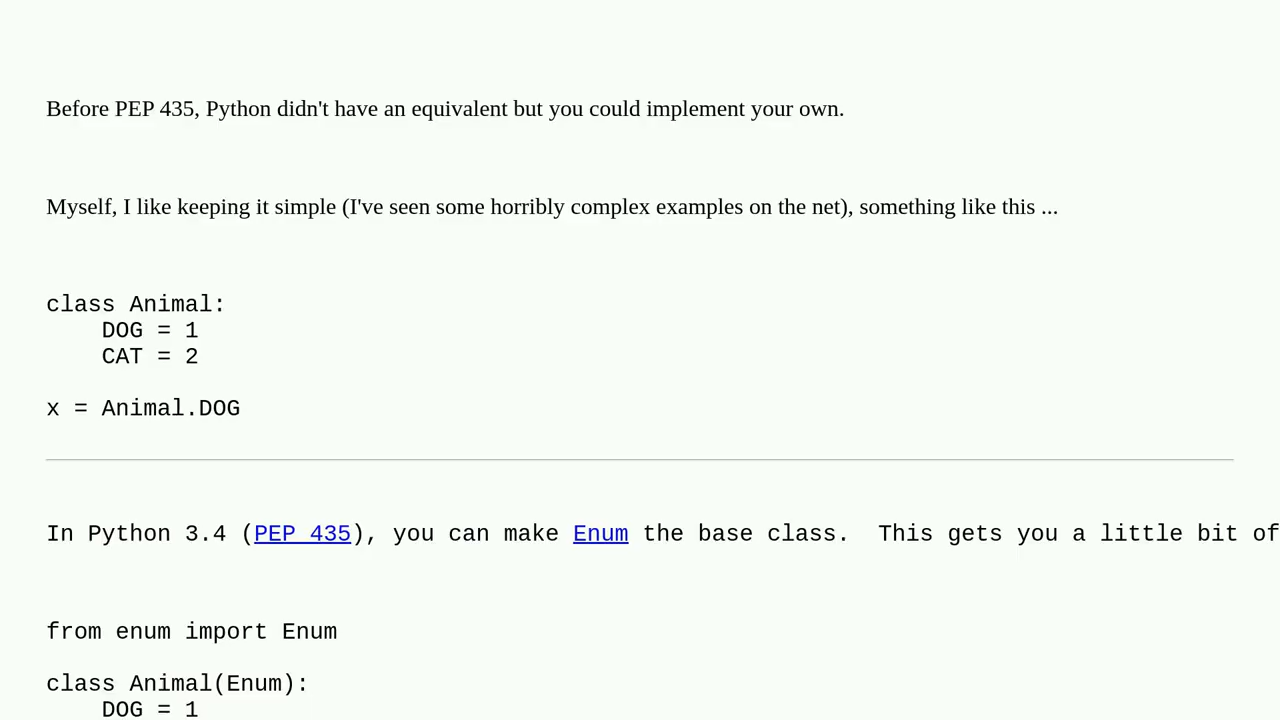 Before PEP 435, Python didn't have an equivalent but you could implement your own.
Myself, I like keeping it simple (I've seen some horribly complex examples on the net), something like this ...
class Animal:
    DOG = 1
    CAT = 2
x = Animal.DOG
In Python 3.4 (PEP 435), you can make Enum the base class.  This gets you a little bit of
from enum import Enum
class Animal(Enum):
    DOG = 1